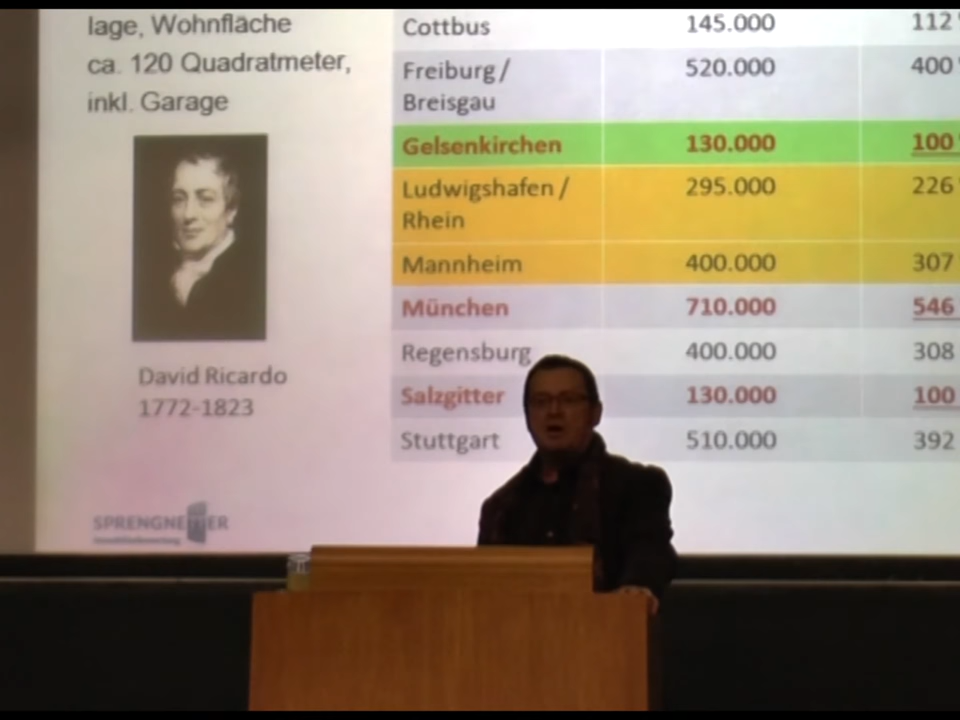 lage, Wohnfläche
ca. 120 Quadratmeter,
inkl. Garage
David Ricardo
1772-1823
SPRENGNETTER
Cottbus 145.000 112
Freiburg / 520.000 400
Breisgau
Gelsenkirchen 130.000 100
Ludwigshafen / 295.000 226
Rhein
Mannheim 400.000 307
München 710.000 546
Regensburg 400.000 308
Salzgitter 130.000 100
Stuttgart 510.000 392